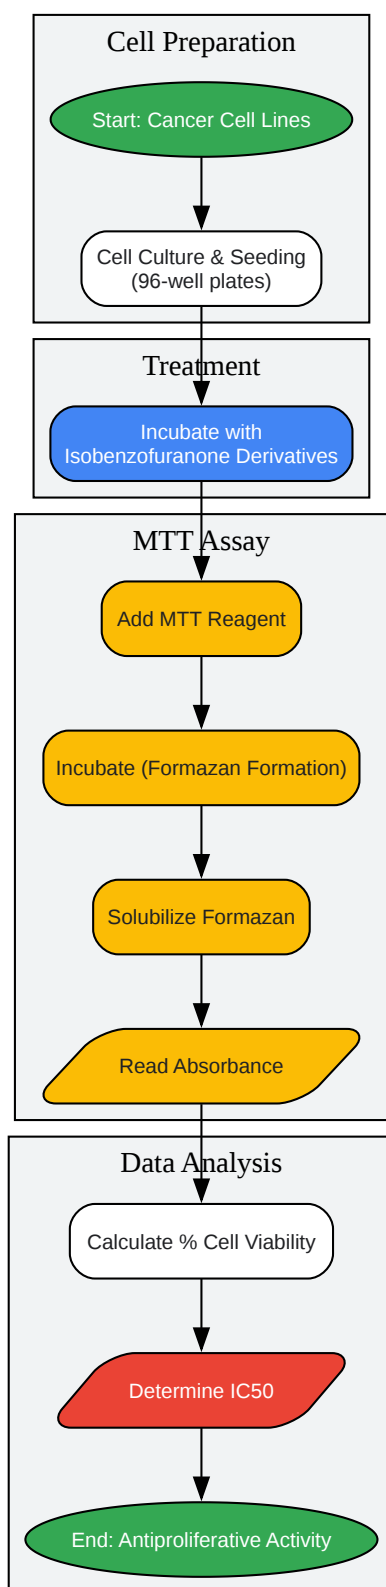 Cell Preparation
Start: Cancer Cell Lines
Cell Culture & Seeding
(96-well plates)
Treatment
Incubate with
Isobenzofuranone Derivatives
MTT Assay
Add MTT Reagent
Incubate (Formazan Formation)
Solubilize Formazan
Read Absorbance
Data Analysis
Calculate % Cell Viability
Determine IC50
End: Antiproliferative Activity